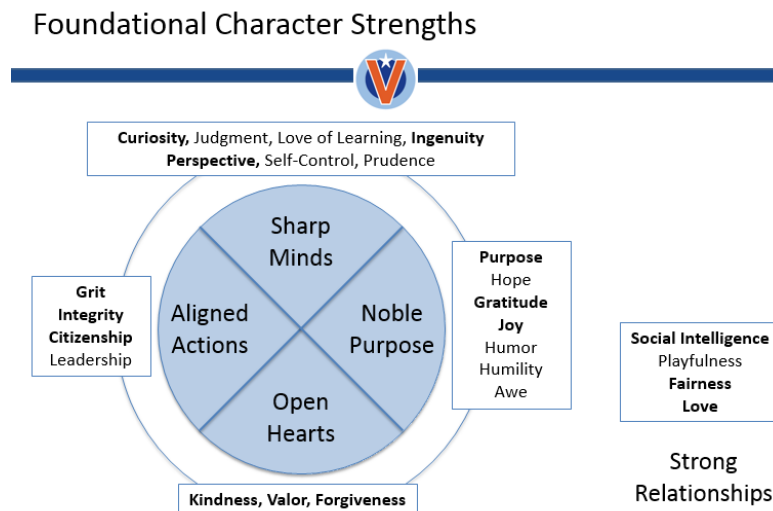 Foundational Character Strengths
V
Curiosity, Judgment, Love of Learning, Ingenuity
Perspective, Self-Control, Prudence
Sharp
Minds
Grit
Integrity
Citizenship
Leadership
Aligned
Actions
Noble
Purpose
Purpose
Hope
Gratitude
Joy
Humor
Humility
Awe
Open
Hearts
Kindness, Valor, Forgiveness
Social Intelligence
Playfulness
Fairness
Love
Strong
Relationships